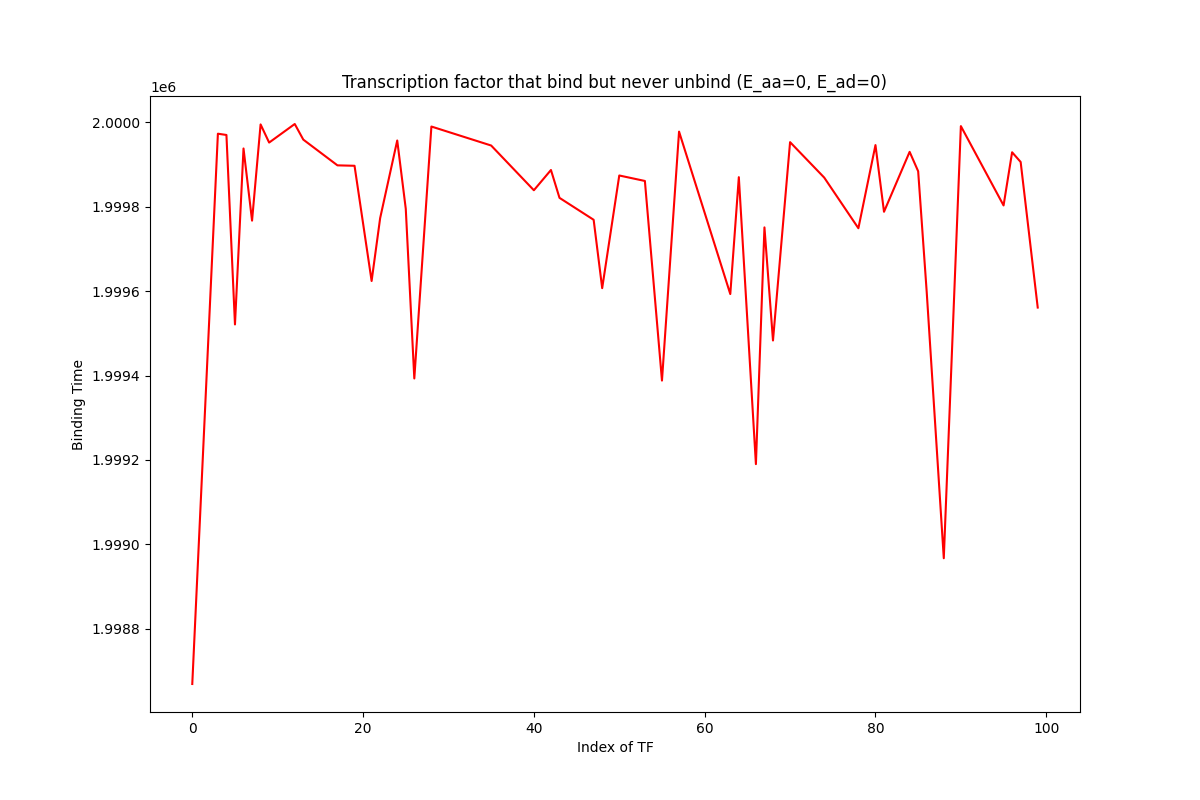 Transcription factor that bind but never unbind (E_aa=0, E_ad=0)
1e6
2.0000
1.9998
1.9996
1.9994
1.9992
1.9990
1.9988
Binding Time
0 20 40 60 80 100
Index of TF